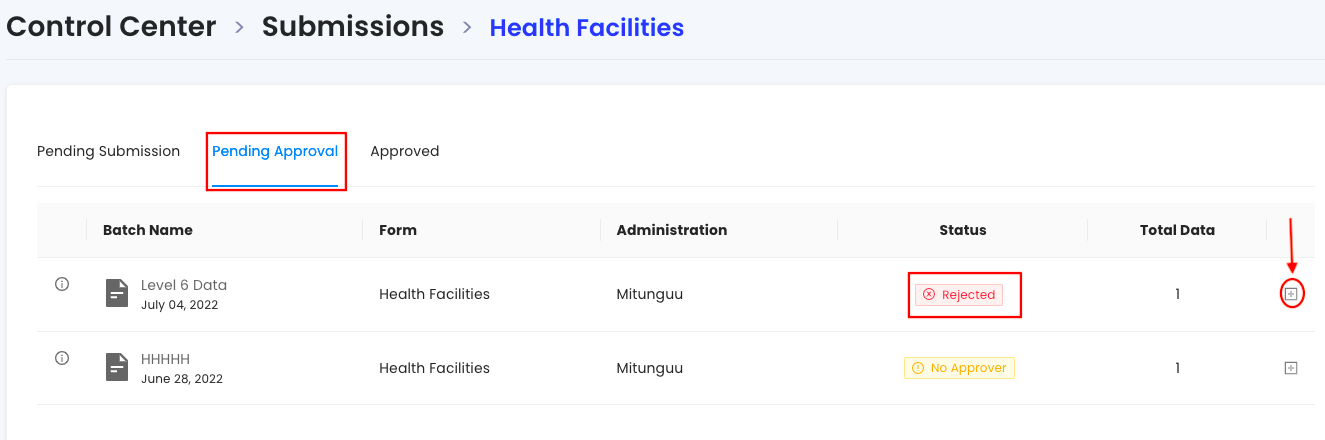 Control Center > Submissions > Health Facilities
Pending Submission Pending Approval Approved
Batch Name Form Administration Status Total Data
Level 6 Data
July 04, 2022
Health Facilities Mitunguu Rejected 1
HHHHH
June 28, 2022
Health Facilities Mitunguu No Approver 1